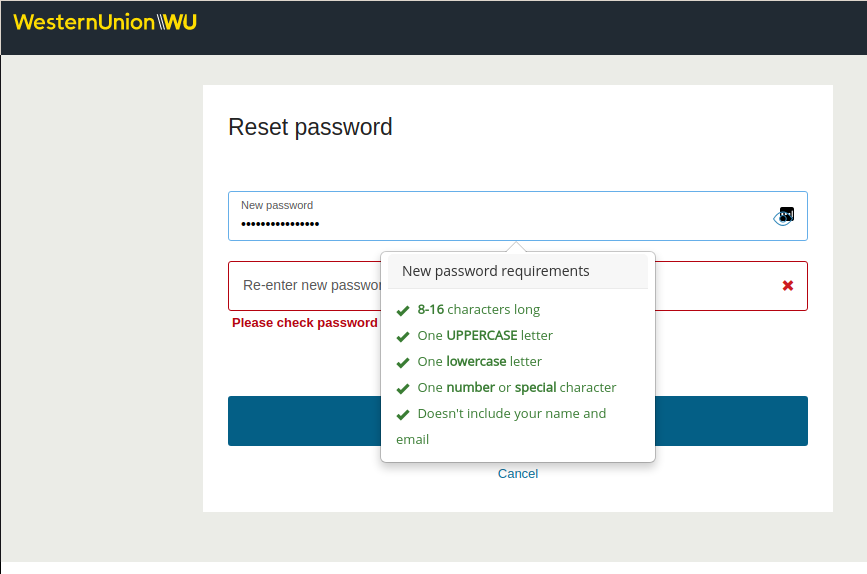 WesternUnion WU
Reset password
New password
••••••••••••••••
Re-enter new
Please check password
New password requirements
8-16 characters long
One UPPERCASE letter
One lowercase letter
One number or special character
Doesn't include your name and
email
Cancel